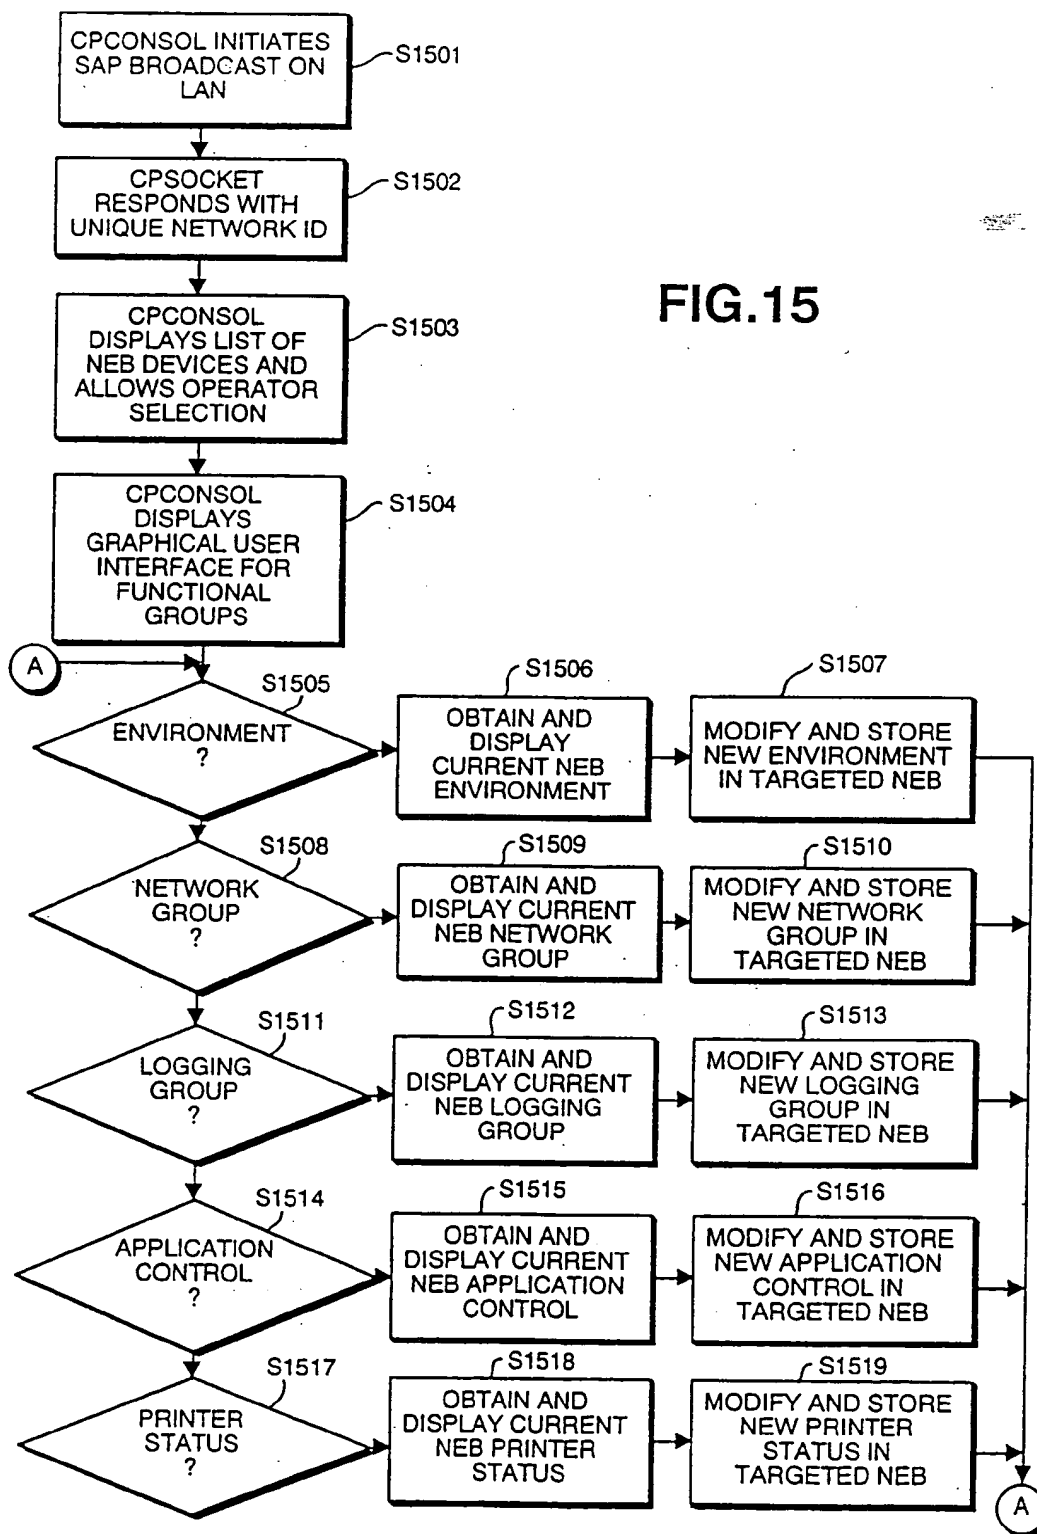 CPCONSOL INITIATES
SAP BROADCAST ON
LAN
S1501
CPSOCKET
RESPONDS WITH
UNIQUE NETWORK ID
S1502
CPCONSOL
DISPLAYS LIST OF
NEB DEVICES AND
ALLOWS OPERATOR
SELECTION
S1503
FIG.15
CPCONSOL
DISPLAYS
GRAPHICAL USER
INTERFACE FOR
FUNCTIONAL
GROUPS
S1504
A
ENVIRONMENT
?
S1505
OBTAIN AND
DISPLAY
CURRENT NEB
ENVIRONMENT
S1506
MODIFY AND STORE
NEW ENVIRONMENT
IN TARGETED NEB
S1507
NETWORK
GROUP
?
S1508
OBTAIN AND
DISPLAY CURRENT
NEB NETWORK
GROUP
S1509
MODIFY AND STORE
NEW NETWORK
GROUP IN
TARGETED NEB
S1510
LOGGING
GROUP
?
S1511
OBTAIN AND
DISPLAY CURRENT
NEB LOGGING
GROUP
S1512
MODIFY AND STORE
NEW LOGGING
GROUP IN
TARGETED NEB
S1513
APPLICATION
CONTROL
?
S1514
OBTAIN AND
DISPLAY CURRENT
NEB APPLICATION
CONTROL
S1515
MODIFY AND STORE
NEW APPLICATION
CONTROL IN
TARGETED NEB
S1516
PRINTER
STATUS
?
S1517
OBTAIN AND
DISPLAY CURRENT
NEB PRINTER
STATUS
S1518
MODIFY AND STORE
NEW PRINTER
STATUS IN
TARGETED NEB
S1519
A